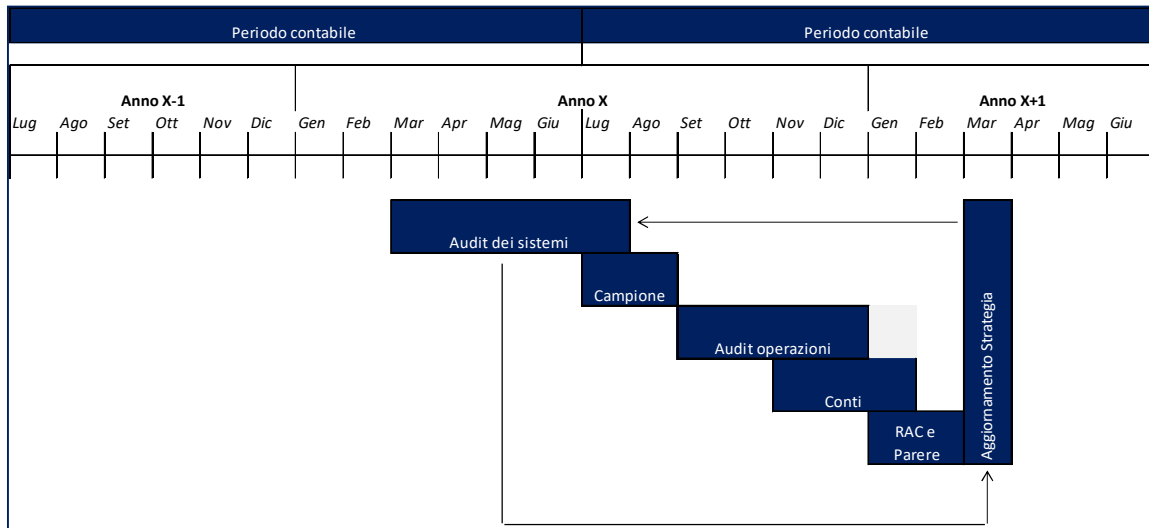 Periodo contabile Periodo contabile
Anno X-1 Anno X Anno X+1
Lug Ago Set Ott Nov Dic Gen Feb Mar Apr Mag Giu Lug Ago Set Ott Nov Dic Gen Feb Mar Apr Mag Giu
Audit dei sistemi
Campione
Audit operazioni
Conti
RAC e
Parere
Aggiornamento Strategia